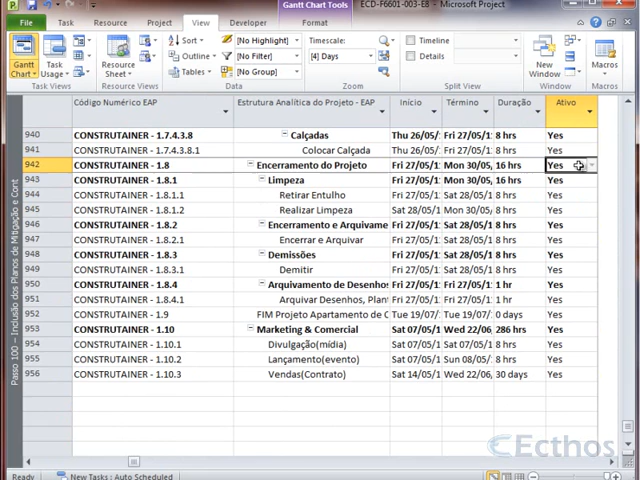 Gantt Chart Tools
ECD-F6601-003-E8 - Microsoft Project
File Task Resource Project View Developer Format
Gantt Chart
Task Usage
Resource Sheet
Sort
Outline
Tables
[No Highlight]
[No Filter]
[No Group]
Timescale:
[4] Days
Timeline
Details
New Window
Macros
Task Views
Resource Views
Data
Zoom
Split View
Window
Macros
Código Numérico EAP Estrutura Analítica do Projeto - EAP Início Término Duração Ativo
940 CONSTRUTAINER - 1.7.4.3.8 Calçadas Thu 26/05/1 Fri 27/05/1 8 hrs Yes
941 CONSTRUTAINER - 1.7.4.3.8.1 Colocar Calçada Thu 26/05/1 Fri 27/05/1 8 hrs Yes
942 CONSTRUTAINER - 1.8 Encerramento do Projeto Fri 27/05/1 Mon 30/05, 16 hrs Yes
943 CONSTRUTAINER - 1.8.1 Limpeza Fri 27/05/1 Mon 30/05, 16 hrs Yes
944 CONSTRUTAINER - 1.8.1.1 Retirar Entulho Fri 27/05/1 Sat 28/05/1 8 hrs Yes
945 CONSTRUTAINER - 1.8.1.2 Realizar Limpeza Sat 28/05/1 Mon 30/05, 8 hrs Yes
946 CONSTRUTAINER - 1.8.2 Encerramento e Arquivame Fri 27/05/1 Sat 28/05/1 8 hrs Yes
947 CONSTRUTAINER - 1.8.2.1 Encerrar e Arquivar Fri 27/05/1 Sat 28/05/1 8 hrs Yes
948 CONSTRUTAINER - 1.8.3 Demissões Fri 27/05/1 Sat 28/05/1 8 hrs Yes
949 CONSTRUTAINER - 1.8.3.1 Demitir Fri 27/05/1 Sat 28/05/1 8 hrs Yes
950 CONSTRUTAINER - 1.8.4 Arquivamento de Desenhos Fri 27/05/1 Fri 27/05/1 1 hr Yes
951 CONSTRUTAINER - 1.8.4.1 Arquivar Desenhos, Plant Fri 27/05/1 Fri 27/05/1 1 hr Yes
952 CONSTRUTAINER - 1.9 FIM Projeto Apartamento de C Tue 19/07/1 Tue 19/07/1 0 days Yes
953 CONSTRUTAINER - 1.10 Marketing & Comercial Sat 07/05/1 Wed 22/06, 286 hrs Yes
954 CONSTRUTAINER - 1.10.1 Divulgação(mídia) Sat 07/05/1 Sat 07/05/1 8 hrs Yes
955 CONSTRUTAINER - 1.10.2 Lançamento(evento) Sat 07/05/1 Sun 08/05/1 8 hrs Yes
956 CONSTRUTAINER - 1.10.3 Vendas(Contrato) Sat 14/05/1 Wed 22/06, 30 days Yes
Passo 100 – Inclusão dos Planos de Mitigação e Cont
Ecthos
Ready New Tasks : Auto Scheduled